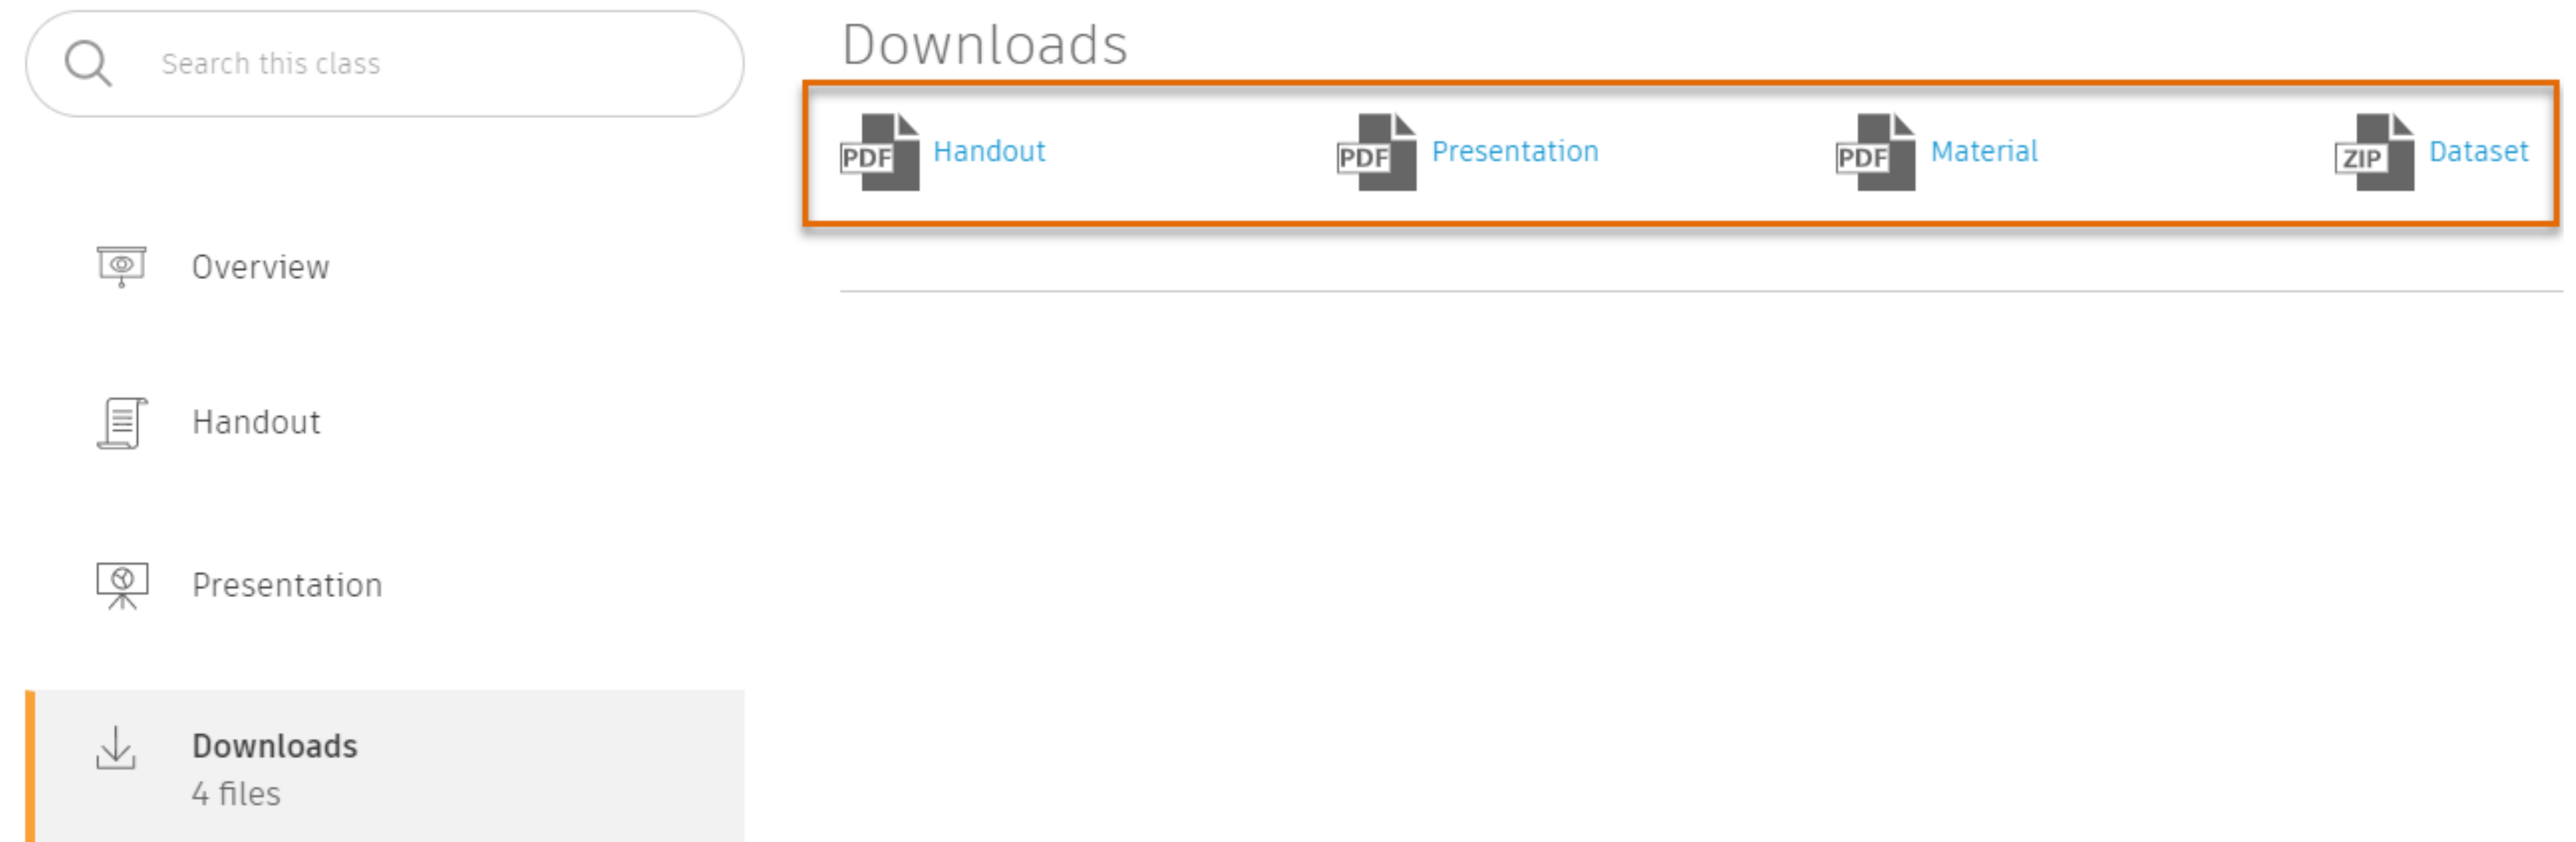 Search this class
Overview
Handout
Presentation
Downloads
4 files
Downloads
PDF Handout
PDF Presentation
PDF Material
ZIP Dataset